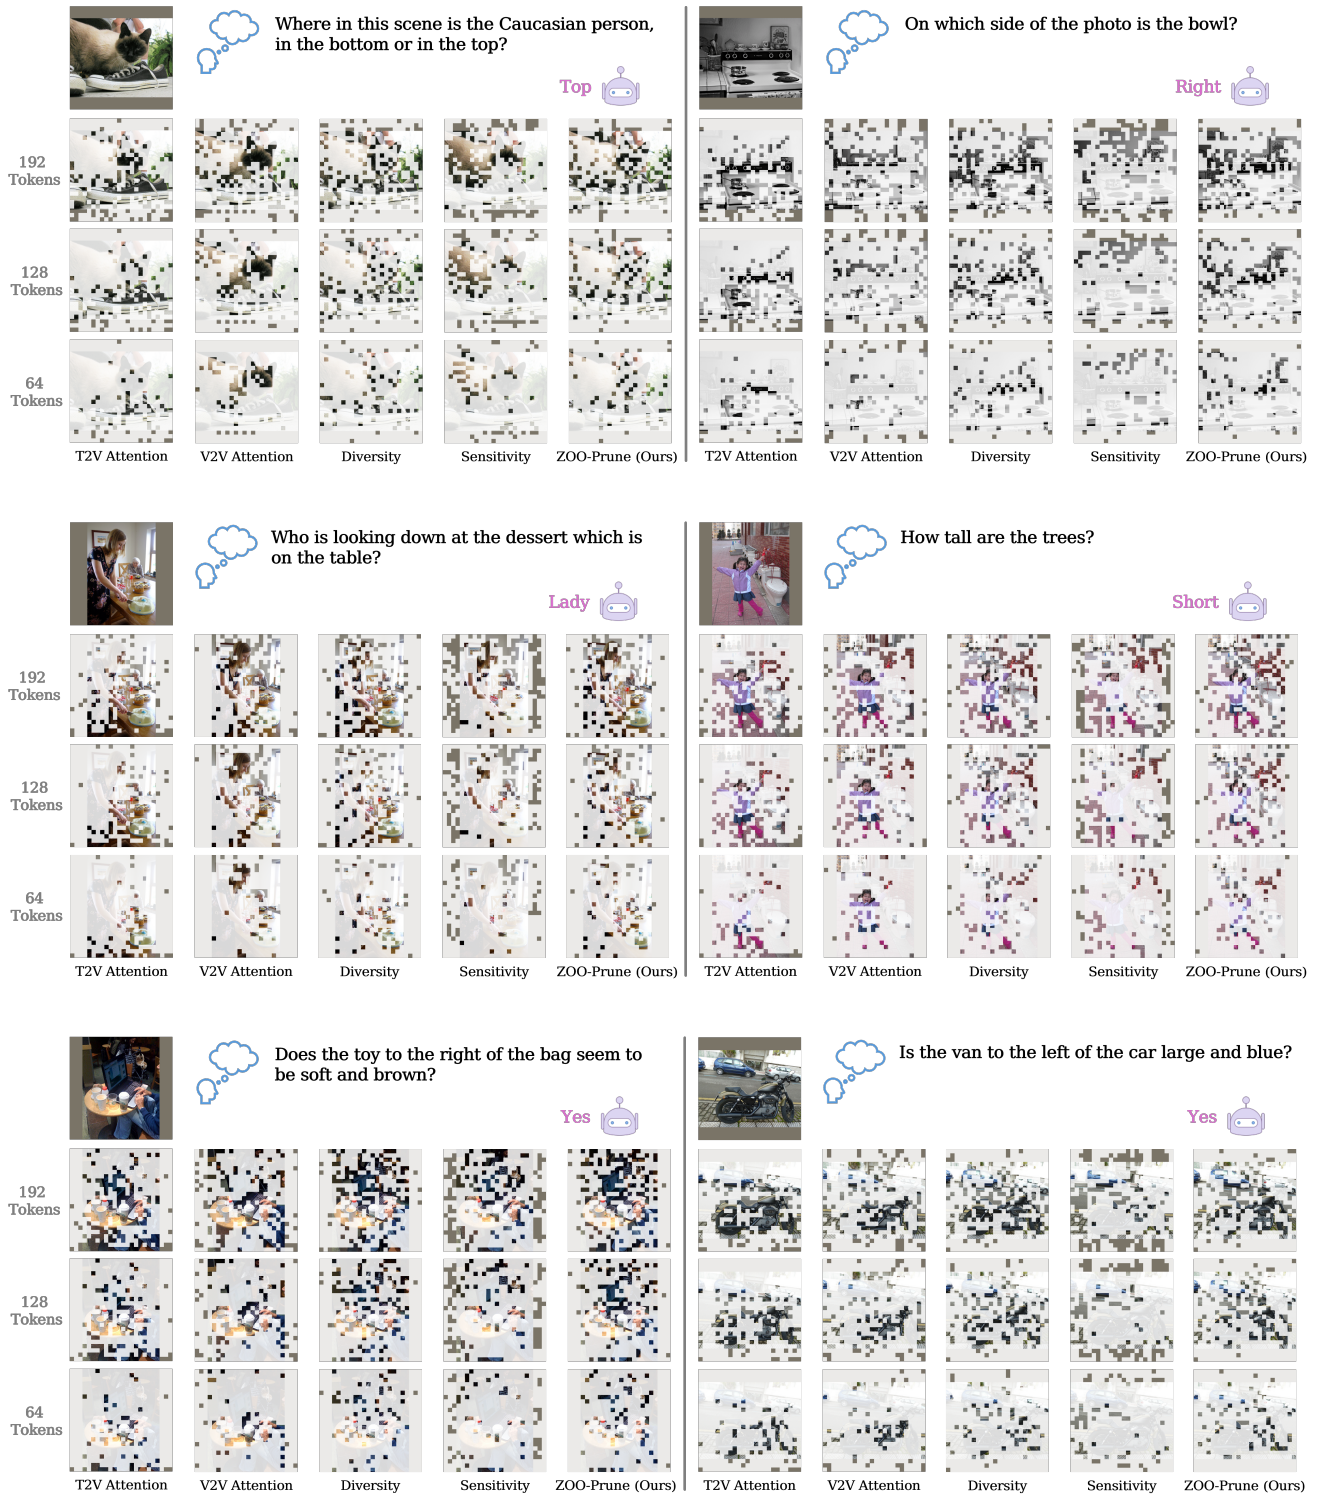 Where in this scene is the Caucasian person,
in the bottom or in the top?
Top
192
Tokens
128
Tokens
64
Tokens
T2V Attention
V2V Attention
Diversity
Sensitivity
ZOO-Prune (Ours)
On which side of the photo is the bowl?
Right
T2V Attention
V2V Attention
Diversity
Sensitivity
ZOO-Prune (Ours)
Who is looking down at the dessert which is
on the table?
Lady
192
Tokens
128
Tokens
64
Tokens
T2V Attention
V2V Attention
Diversity
Sensitivity
ZOO-Prune (Ours)
How tall are the trees?
Short
T2V Attention
V2V Attention
Diversity
Sensitivity
ZOO-Prune (Ours)
Does the toy to the right of the bag seem to
be soft and brown?
Yes
192
Tokens
128
Tokens
64
Tokens
T2V Attention
V2V Attention
Diversity
Sensitivity
ZOO-Prune (Ours)
Is the van to the left of the car large and blue?
Yes
T2V Attention
V2V Attention
Diversity
Sensitivity
ZOO-Prune (Ours)